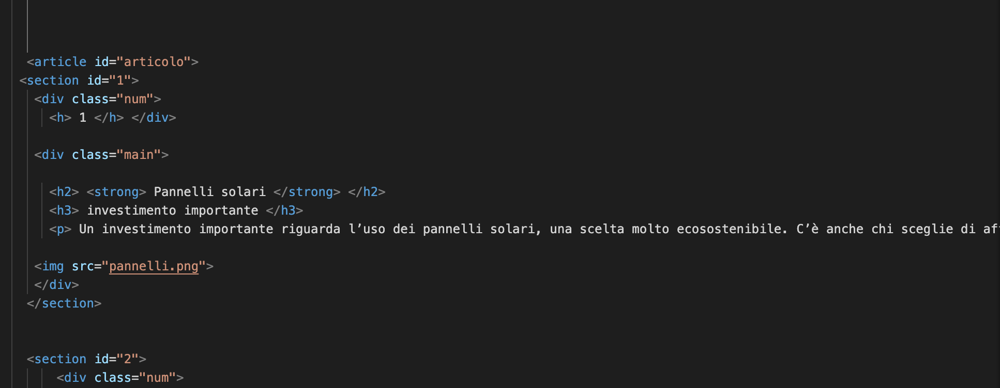 <article id="articolo">
<section id="1">
<div class="num">
<h> 1 </h> </div>
<div class="main">
<h2> <strong> Pannelli solari </strong> </h2>
<h3> investimento importante </h3>
<p> Un investimento importante riguarda l’uso dei pannelli solari, una scelta molto ecosostenibile. C’è anche chi sceglie di
<img src="pannelli.png">
</div>
</section>
<section id="2">
<div class="num">